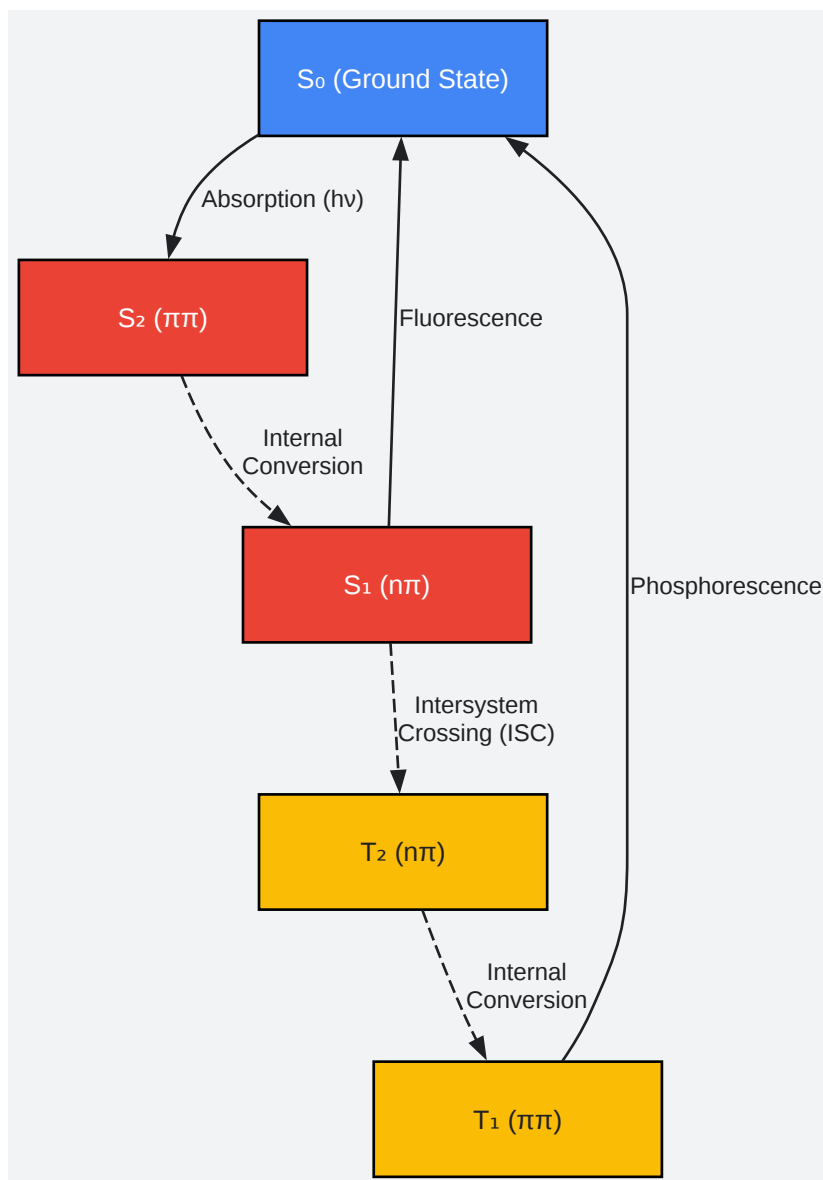 S₀ (Ground State)
Absorption (hν)
S₂ (ππ)
Fluorescence
Internal
Conversion
S₁ (nπ)
Phosphorescence
Intersystem
Crossing (ISC)
T₂ (nπ)
Internal
Conversion
T₁ (ππ)